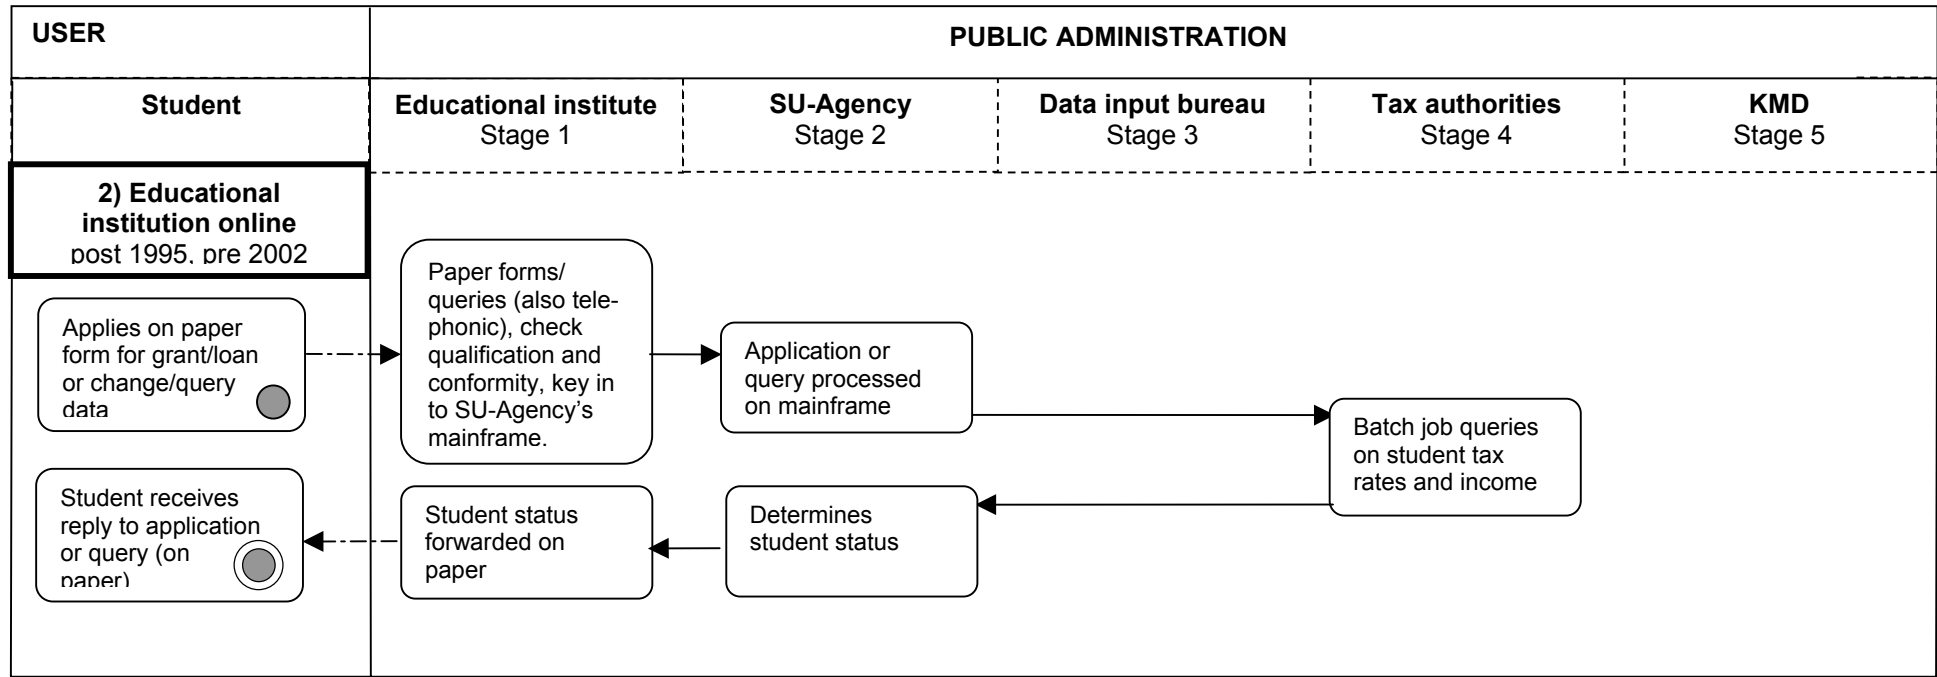 USER
PUBLIC ADMINISTRATION
Student
Educational institute
Stage 1
SU-Agency
Stage 2
Data input bureau
Stage 3
Tax authorities
Stage 4
KMD
Stage 5
2) Educational
institution online
post 1995, pre 2002
Applies on paper
form for grant/loan
or change/query
data
Paper forms/
queries (also tele-
phonic), check
qualification and
conformity, key in
to SU-Agency’s
mainframe.
Application or
query processed
on mainframe
Batch job queries
on student tax
rates and income
Student receives
reply to application
or query (on
paper)
Student status
forwarded on
paper
Determines
student status